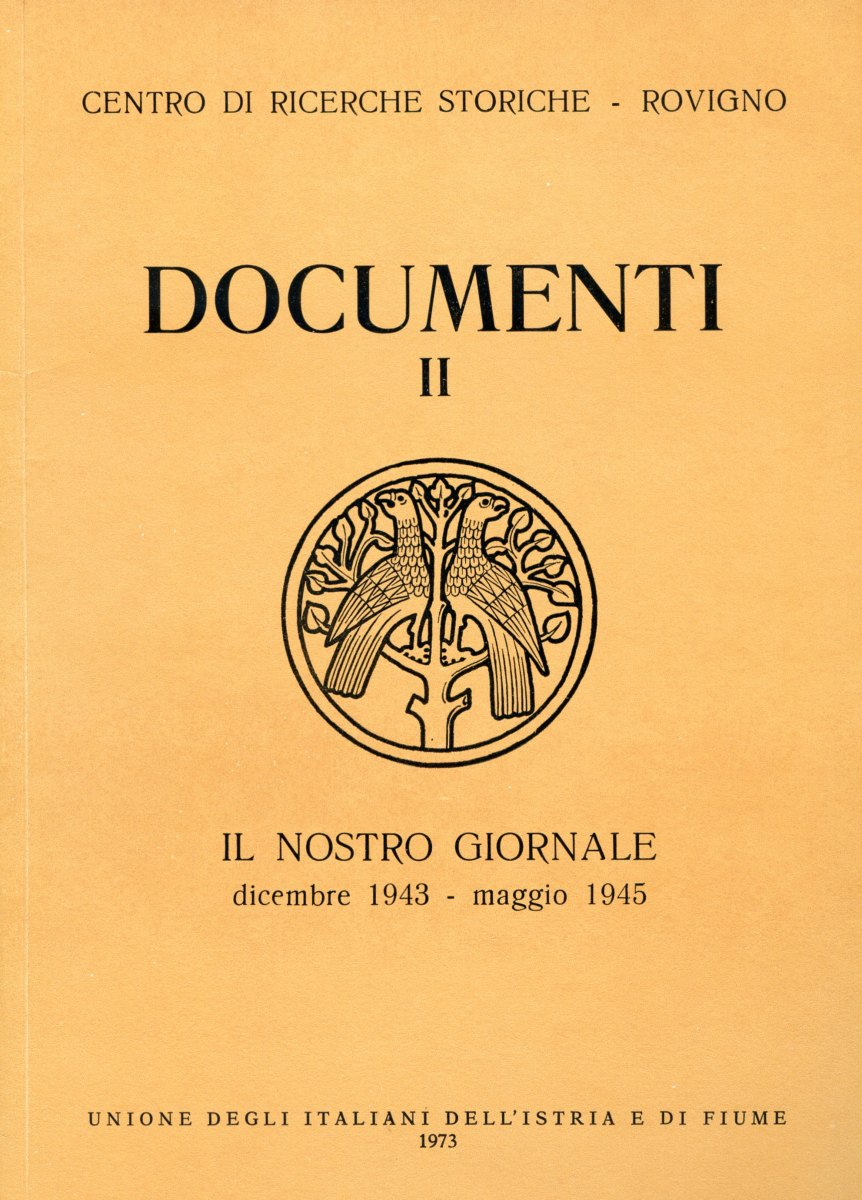 CENTRO DI RICERCHE STORICHE - ROVIGNO
DOCUMENTI
II
IL NOSTRO GIORNALE
dicembre 1943 - maggio 1945
UNIONE DEGLI ITALIANI DELL'ISTRIA E DI FIUME
1973